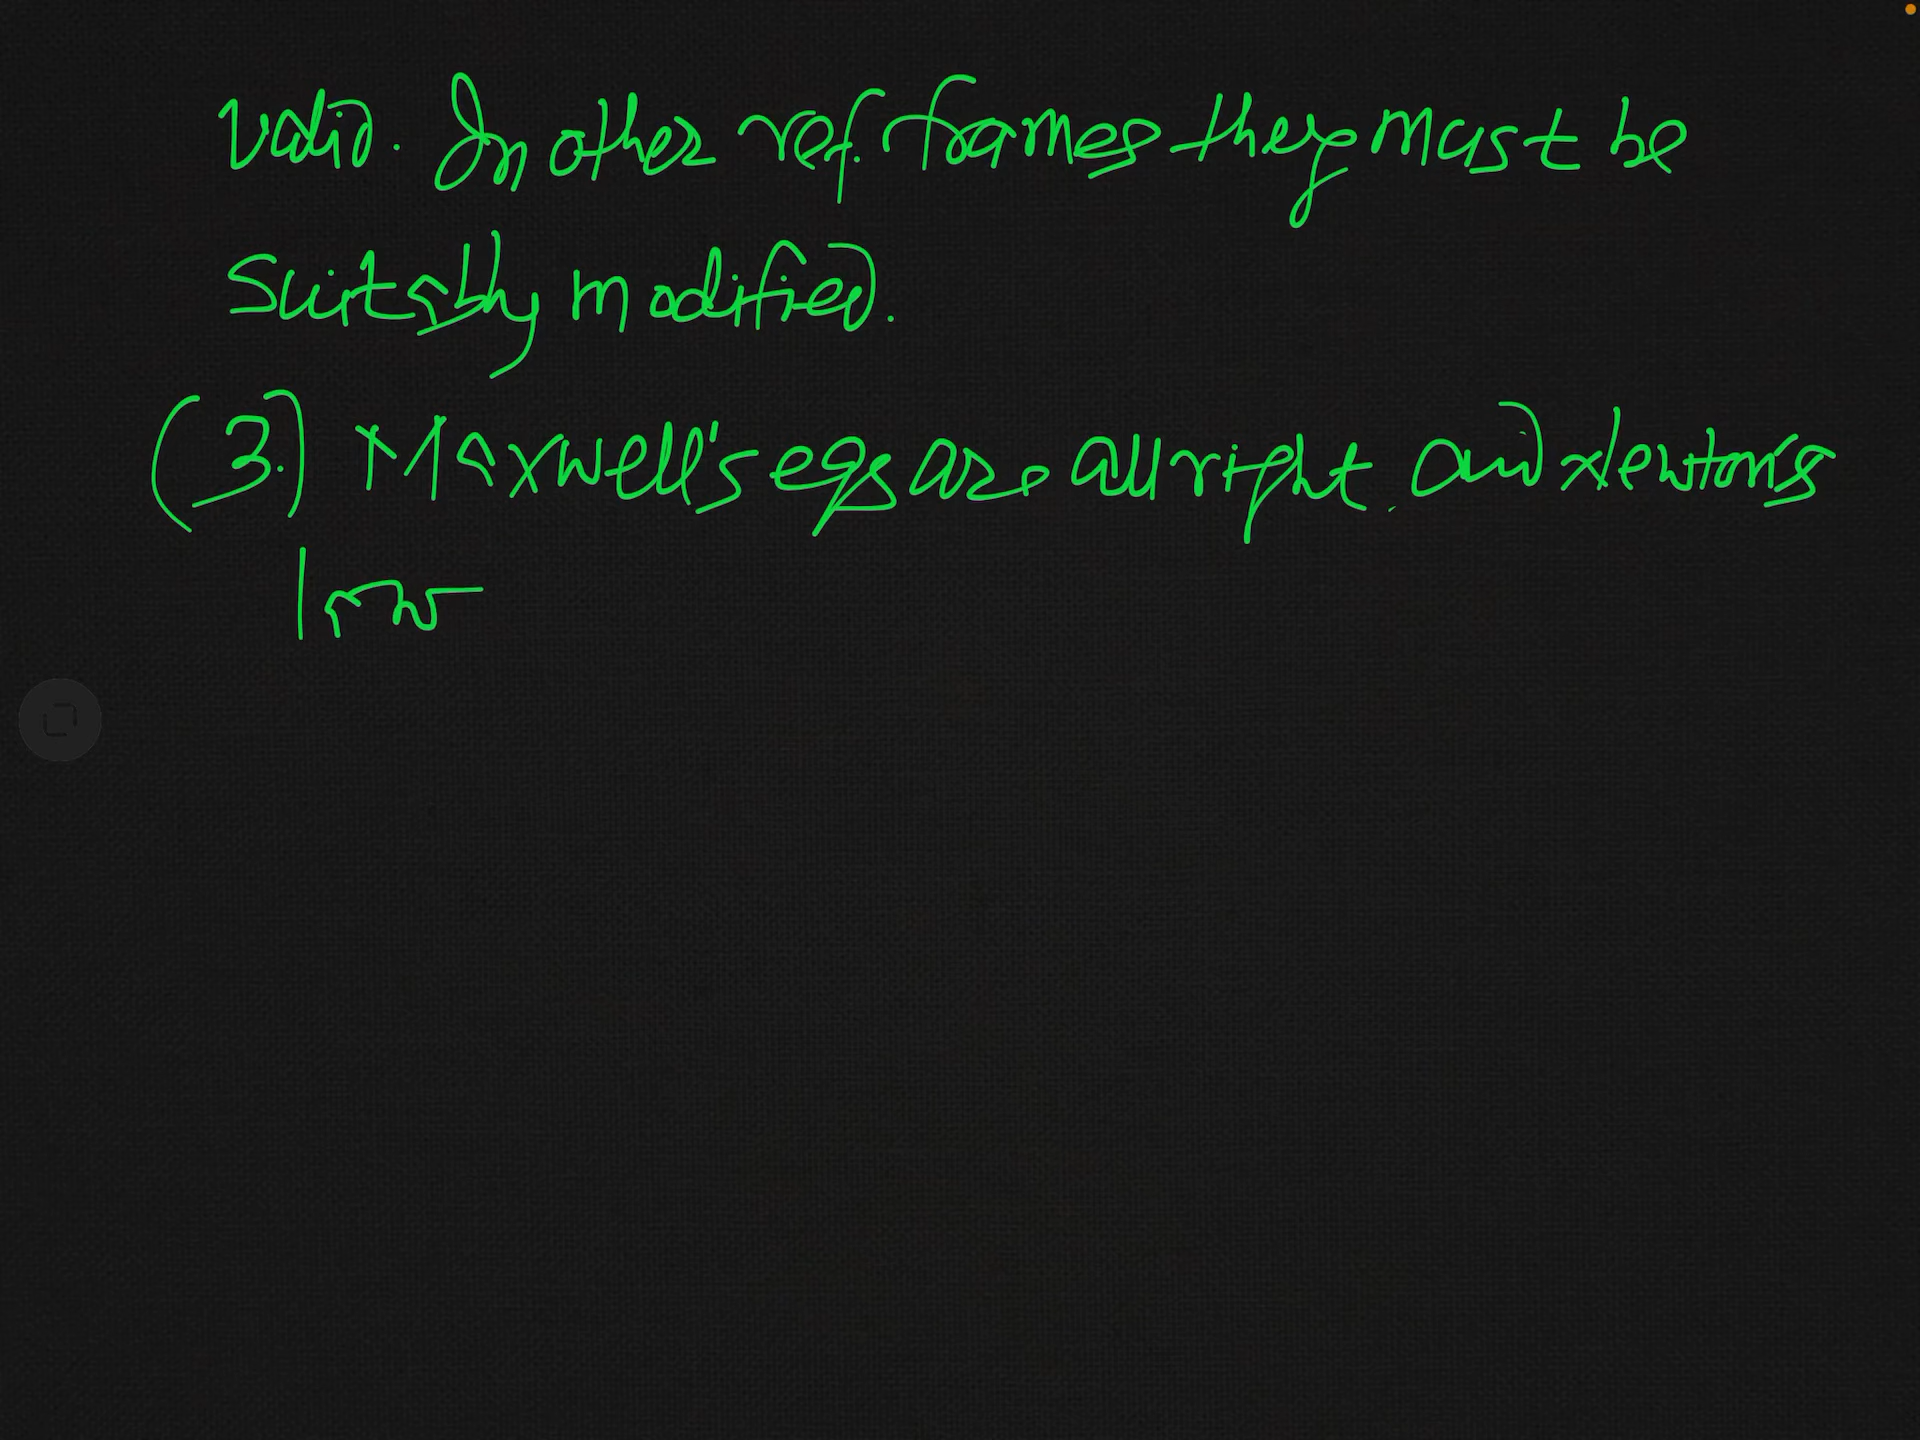 valid. In other ref. frames they must be
suitably modified.
(3.) Maxwell's eqs are all right. and Newton's
law